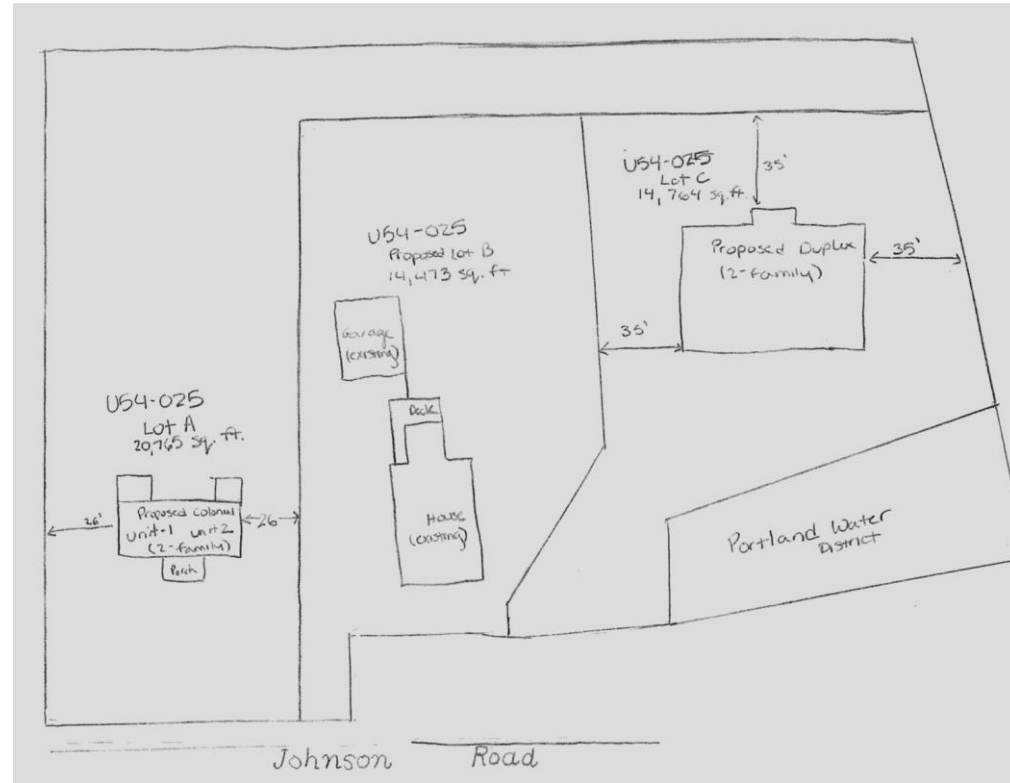 U54-025
Lot C
14,764 sq. ft.
35'
Proposed Duplex
(2-family)
35'
35'
U54-025
Proposed Lot B
14,473 sq. ft
Garage
(existing)
Deck
House
(existing)
U54-025
Lot A
20,765 sq. ft.
Proposed Colonial
unit-1 unit 2
(2-family)
Porch
26'
26
Portland Water
District
Johnson Road